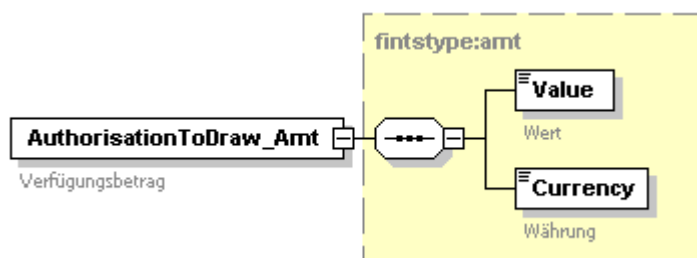 fintstype:amt
Value
Wert
AuthorisationToDraw_Amt
Verfügungsbetrag
Currency
Währung